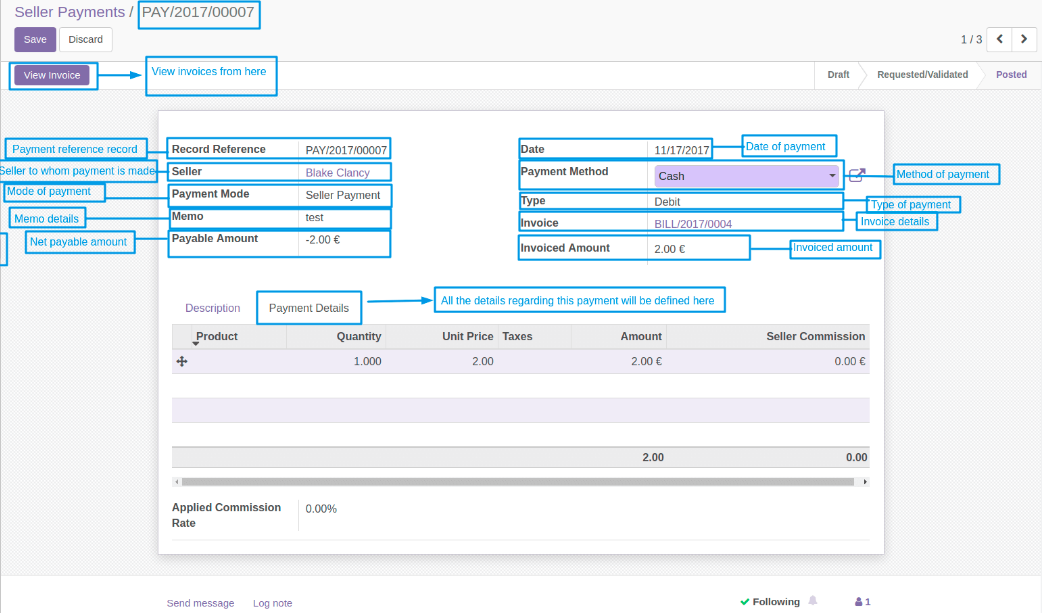 Seller Payments / PAY/2017/00007
Save Discard
1 / 3
View Invoice
View invoices from here
Draft Requested/Validated Posted
Payment reference record
Record Reference PAY/2017/00007
Date 11/17/2017
Date of payment
Seller to whom payment is made
Seller Blake Clancy
Payment Method Cash
Method of payment
Mode of payment
Payment Mode Seller Payment
Type Debit
Type of payment
Memo details
Memo test
Invoice BILL/2017/0004
Invoice details
Net payable amount
Payable Amount -2.00 €
Invoiced Amount 2.00 €
Invoiced amount
Description Payment Details
All the details regarding this payment will be defined here
Product Quantity Unit Price Taxes Amount Seller Commission
1.000 2.00 2.00 € 0.00 €
2.00 0.00
Applied Commission
Rate
0.00%
Send message Log note
Following 1